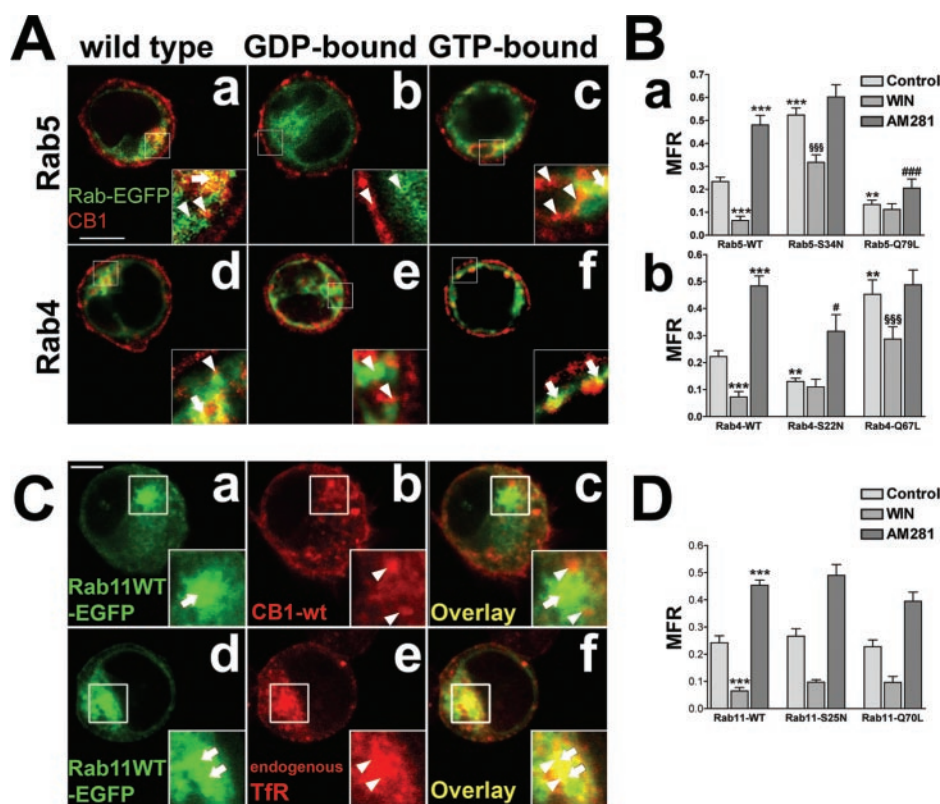 A
wild type
GDP-bound
GTP-bound
Rab5
a
b
c
Rab-EGFP
CB1
Rab4
d
e
f
B
a
Control
WIN
AM281
MFR
0.7
0.6
0.5
0.4
0.3
0.2
0.1
0.0
***
***
***
§§§
**
###
Rab5-WT
Rab5-S34N
Rab5-Q79L
b
MFR
0.6
0.5
0.4
0.3
0.2
0.1
0.0
***
***
**
#
**
§§§
Rab4-WT
Rab4-S22N
Rab4-Q67L
C
a
b
c
Rab11WT
-EGFP
CB1-wt
Overlay
d
e
f
Rab11WT
-EGFP
endogenous
TfR
Overlay
D
Control
WIN
AM281
MFR
0.6
0.5
0.4
0.3
0.2
0.1
0.0
***
***
Rab11-WT
Rab11-S25N
Rab11-Q70L